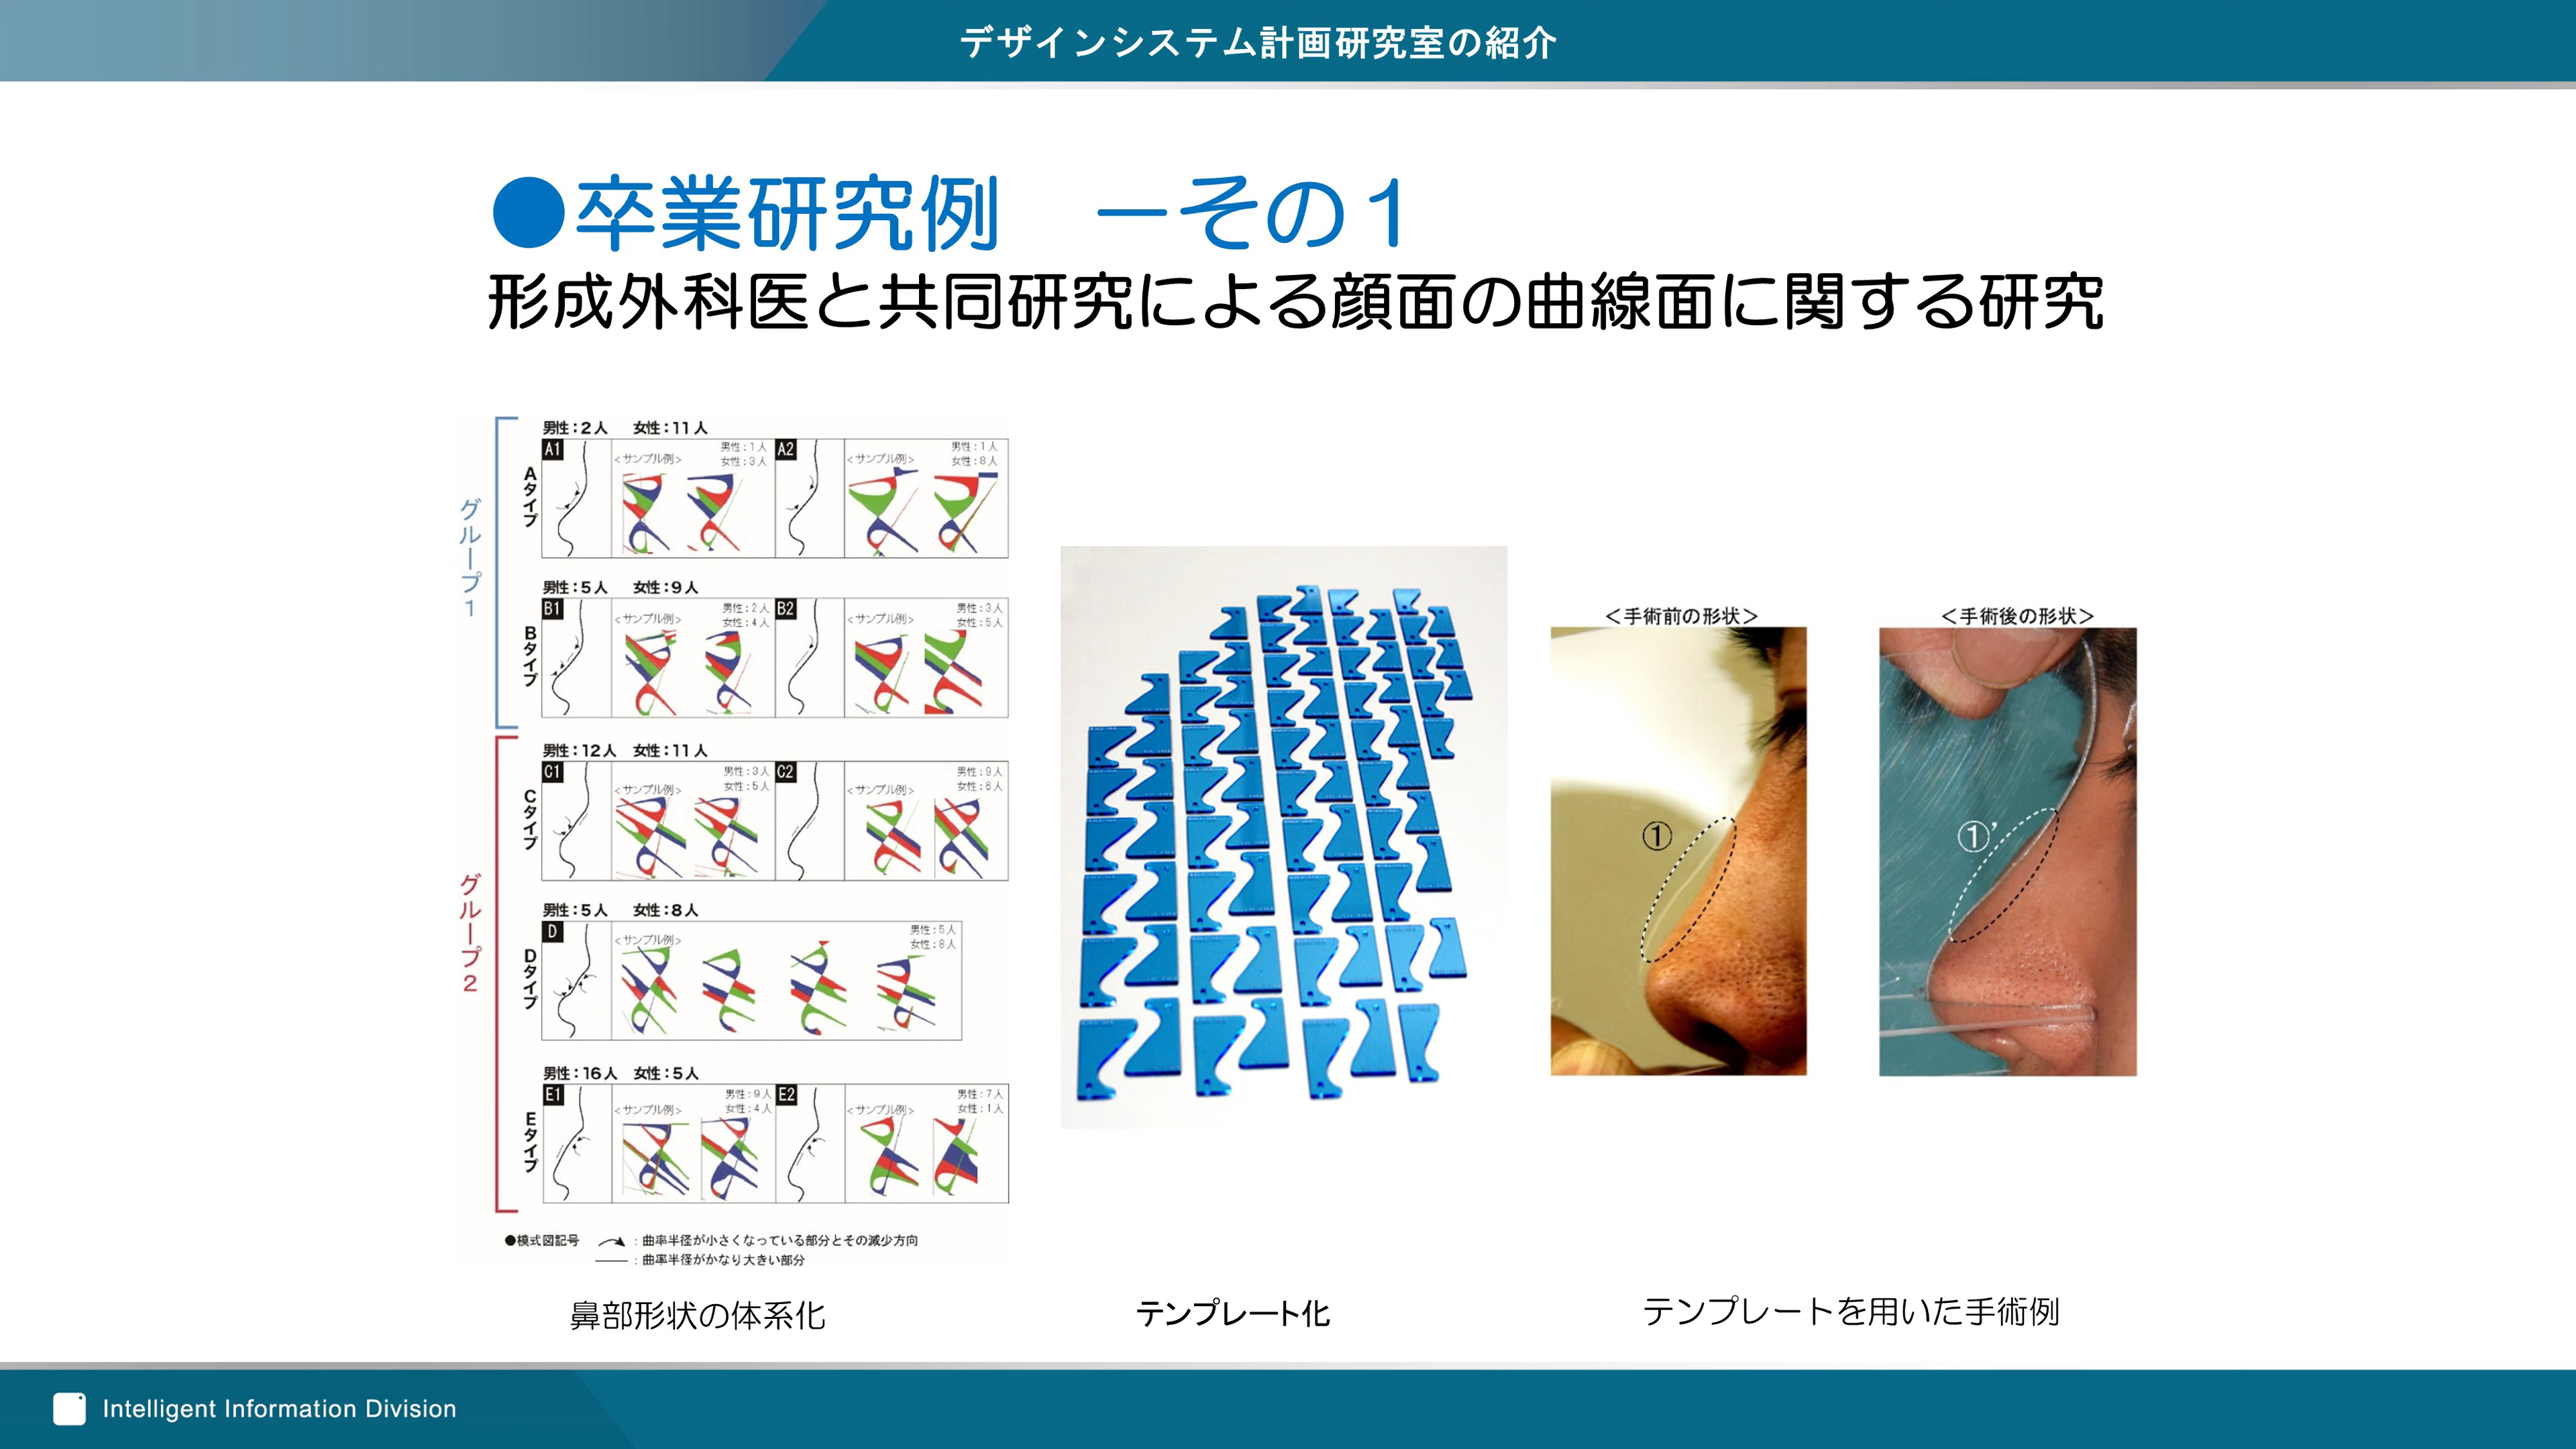 デザインシステム計画研究室の紹介
●卒業研究例　－その１
形成外科医と共同研究による顔面の曲線面に関する研究
グループ1
Aタイプ
男性：2人　女性：11人
A1
＜サンプル例＞
男性：1人
女性：3人
A2
＜サンプル例＞
男性：1人
女性：8人
Bタイプ
男性：5人　女性：9人
B1
＜サンプル例＞
男性：2人
女性：4人
B2
＜サンプル例＞
男性：3人
女性：5人
グループ2
Cタイプ
男性：12人　女性：11人
C1
＜サンプル例＞
男性：3人
女性：5人
C2
＜サンプル例＞
男性：9人
女性：6人
Dタイプ
男性：5人　女性：8人
D
＜サンプル例＞
男性：5人
女性：8人
Eタイプ
男性：16人　女性：5人
E1
＜サンプル例＞
男性：9人
女性：4人
E2
＜サンプル例＞
男性：7人
女性：1人
●模式図記号　：曲率半径が小さくなっている部分とその減少方向
：曲率半径がかなり大きい部分
鼻部形状の体系化
テンプレート化
＜手術前の形状＞
①
＜手術後の形状＞
①’
テンプレートを用いた手術例
Intelligent Information Division